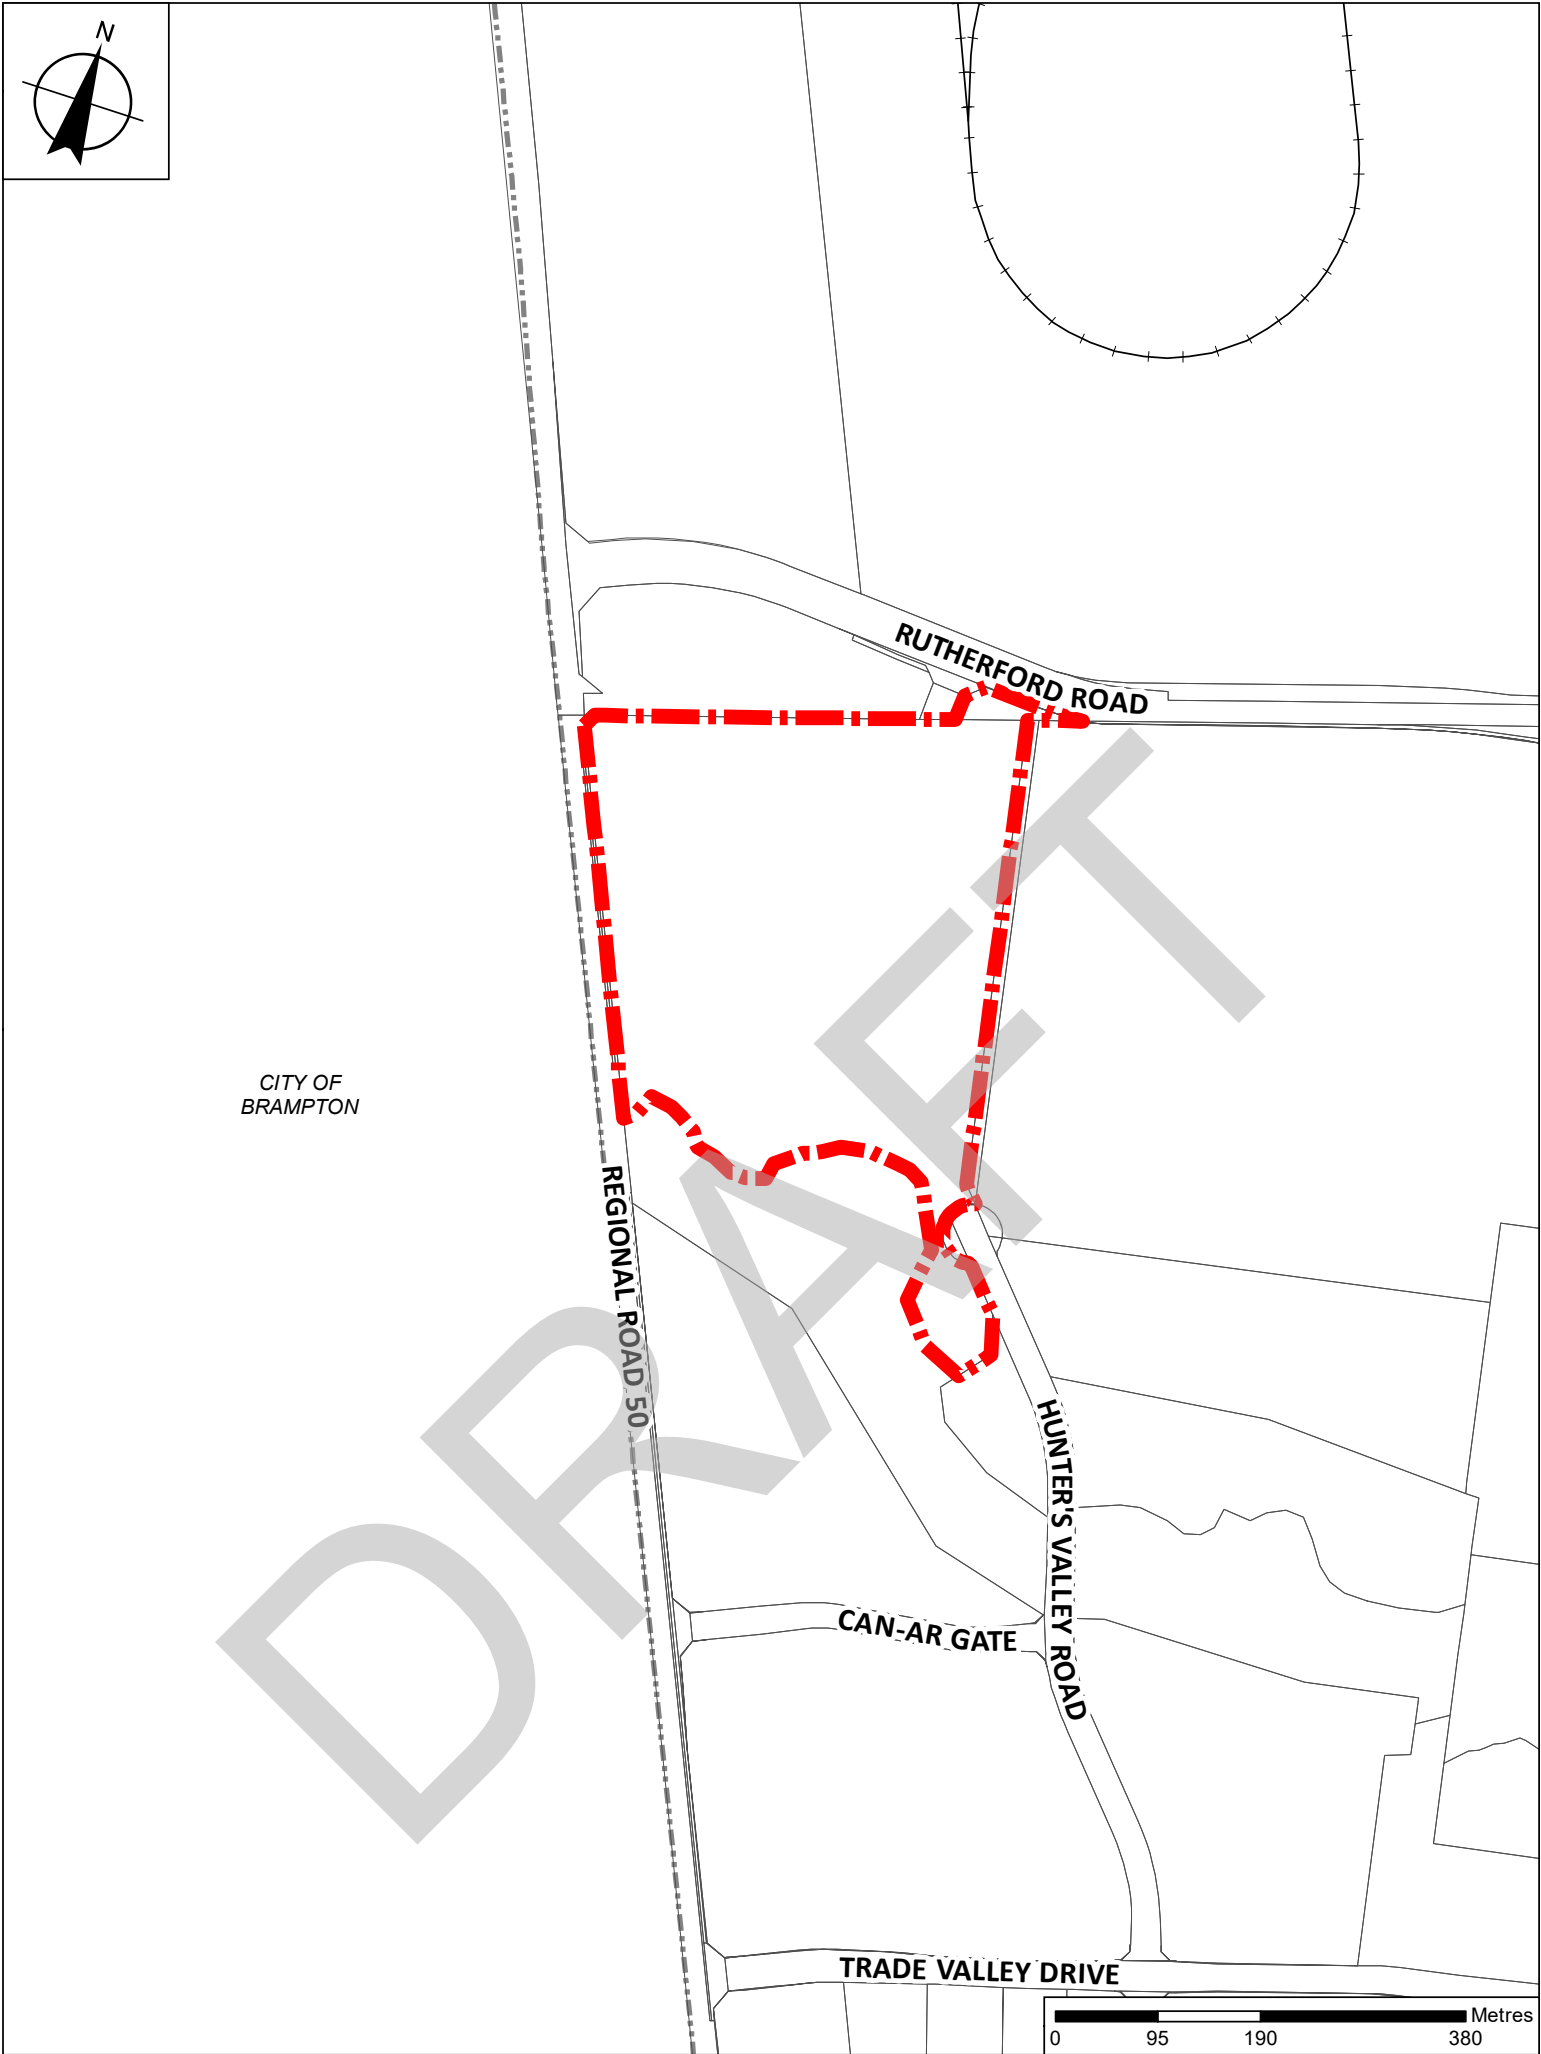 N
RUTHERFORD ROAD
CITY OF
BRAMPTON
REGIONAL ROAD 50
DRAFT
HUNTER'S VALLEY ROAD
CAN-AR GATE
TRADE VALLEY DRIVE
Metres
0 95 190 380